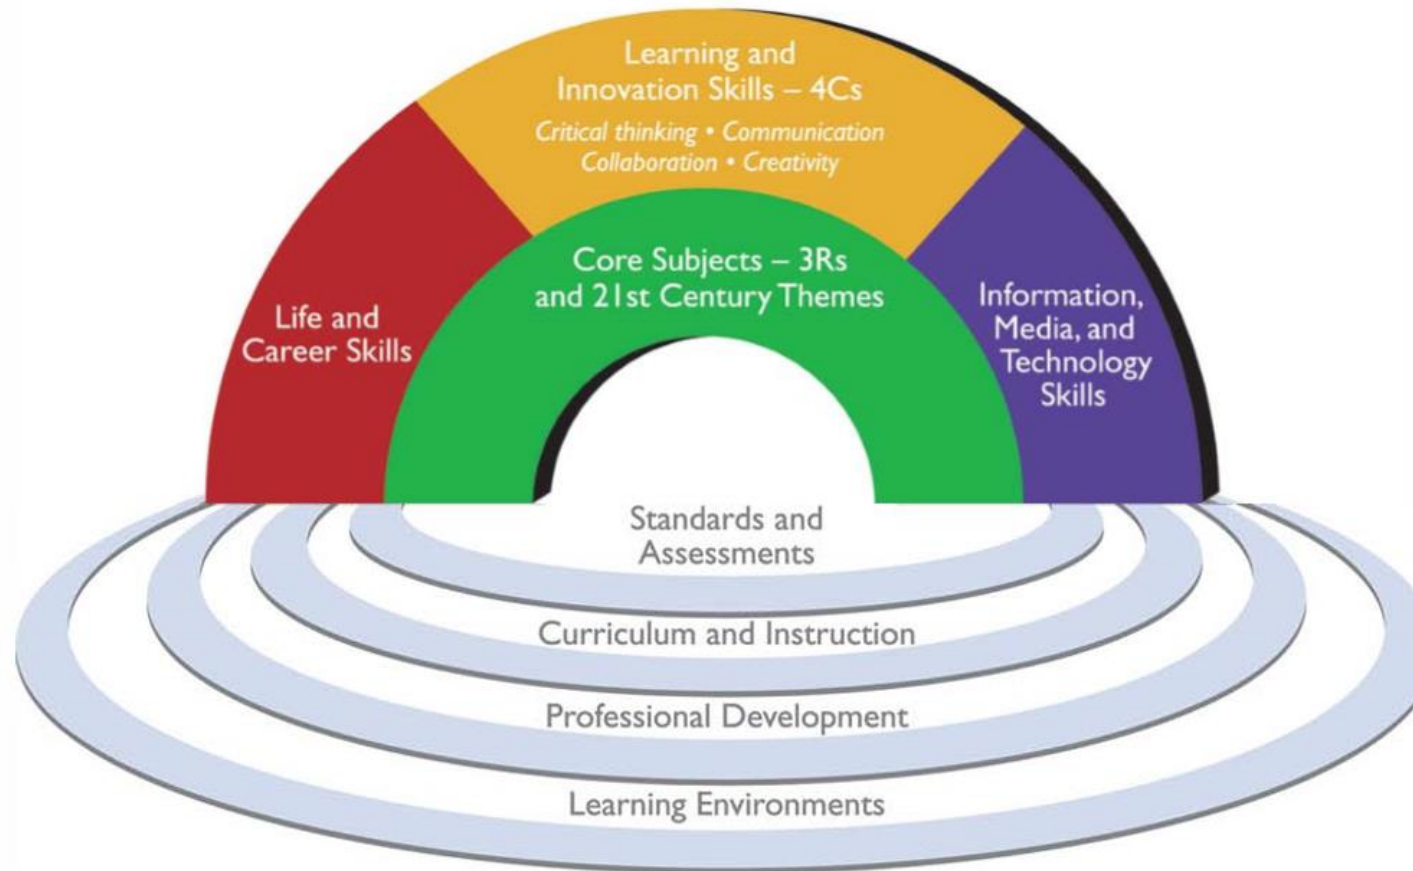 Learning and
Innovation Skills – 4Cs
Critical thinking • Communication
Collaboration • Creativity
Core Subjects – 3Rs
and 21st Century Themes
Life and
Career Skills
Information,
Media, and
Technology
Skills
Standards and
Assessments
Curriculum and Instruction
Professional Development
Learning Environments